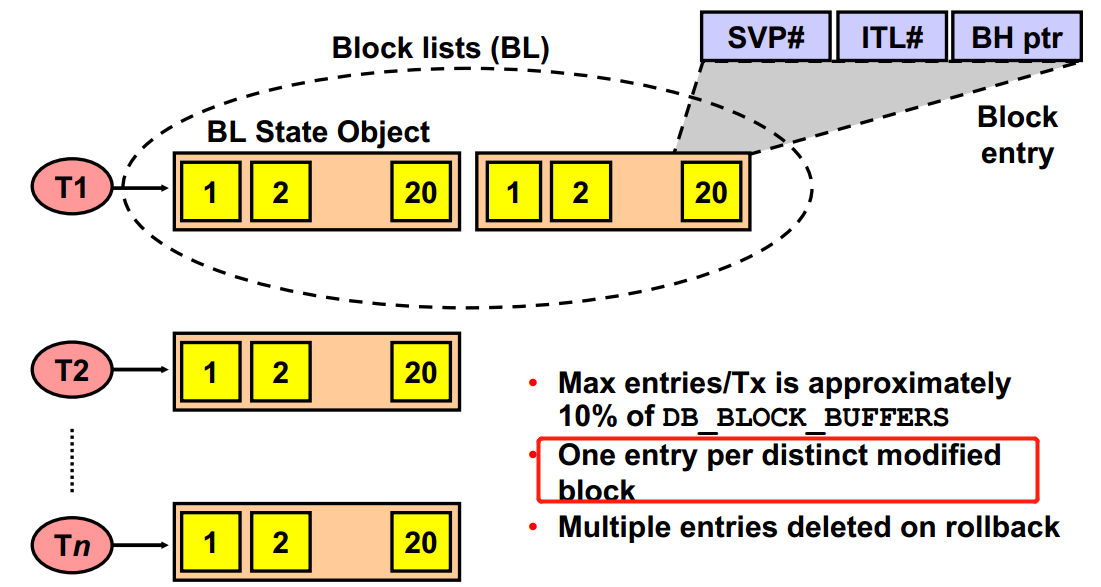 SVP# ITL# BH ptr
Block lists (BL)
Block
entry
BL State Object
T1 1 2 20 1 2 20
T2 1 2 20
• Max entries/Tx is approximately
10% of DB_BLOCK_BUFFERS
• One entry per distinct modified
block
• Multiple entries deleted on rollback
Tn 1 2 20